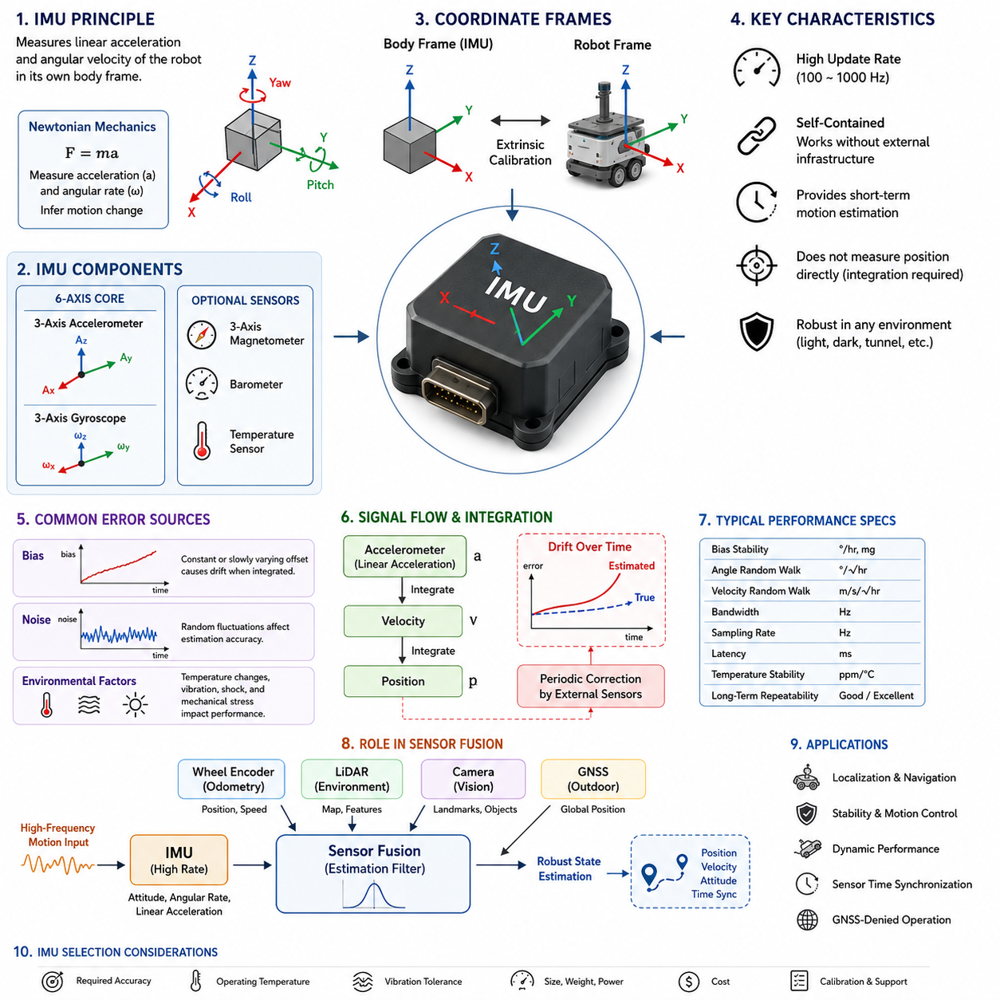 1. IMU PRINCIPLE
Measures linear acceleration
and angular velocity of the robot
in its own body frame.
Newtonian Mechanics
F = ma
Measure acceleration (a)
and angular rate (ω)
Infer motion change
Z
Yaw
Y
Pitch
Roll
X
2. IMU COMPONENTS
6-AXIS CORE
3-Axis Accelerometer
Az
Ay
Ax
3-Axis Gyroscope
ωz
ωy
ωx
OPTIONAL SENSORS
3-Axis
Magnetometer
Barometer
Temperature
Sensor
3. COORDINATE FRAMES
Body Frame (IMU)
Z
Y
X
Extrinsic
Calibration
Robot Frame
Z
Y
X
Z
IMU
X
Y
4. KEY CHARACTERISTICS
High Update Rate
(100 ~ 1000 Hz)
Self-Contained
Works without external
infrastructure
Provides short-term
motion estimation
Does not measure position
directly (integration required)
Robust in any environment
(light, dark, tunnel, etc.)
5. COMMON ERROR SOURCES
Bias
bias
time
Constant or slowly varying offset
causes drift when integrated.
Noise
noise
time
Random fluctuations affect
estimation accuracy.
Environmental Factors
Temperature changes,
vibration, shock, and
mechanical stress
impact performance.
6. SIGNAL FLOW & INTEGRATION
Accelerometer
(Linear Acceleration)
a
Integrate
Velocity
v
Integrate
Position
p
Drift Over Time
error
Estimated
True
time
Periodic Correction
by External Sensors
7. TYPICAL PERFORMANCE SPECS
Bias Stability °/hr, mg
Angle Random Walk °/√hr
Velocity Random Walk m/s/√hr
Bandwidth Hz
Sampling Rate Hz
Latency ms
Temperature Stability ppm/°C
Long-Term Repeatability Good / Excellent
8. ROLE IN SENSOR FUSION
Wheel Encoder
(Odometry)
Position, Speed
LiDAR
(Environment)
Map, Features
Camera
(Vision)
Landmarks, Objects
GNSS
(Outdoor)
Global Position
High-Frequency
Motion Input
IMU
(High Rate)
Attitude, Angular Rate,
Linear Acceleration
Sensor Fusion
(Estimation Filter)
Robust State
Estimation
Position
Velocity
Attitude
Time Sync
9. APPLICATIONS
Localization & Navigation
Stability & Motion Control
Dynamic Performance
Sensor Time Synchronization
GNSS-Denied Operation
10. IMU SELECTION CONSIDERATIONS
Required Accuracy
Operating Temperature
Vibration Tolerance
Size, Weight, Power
$
Cost
Calibration & Support